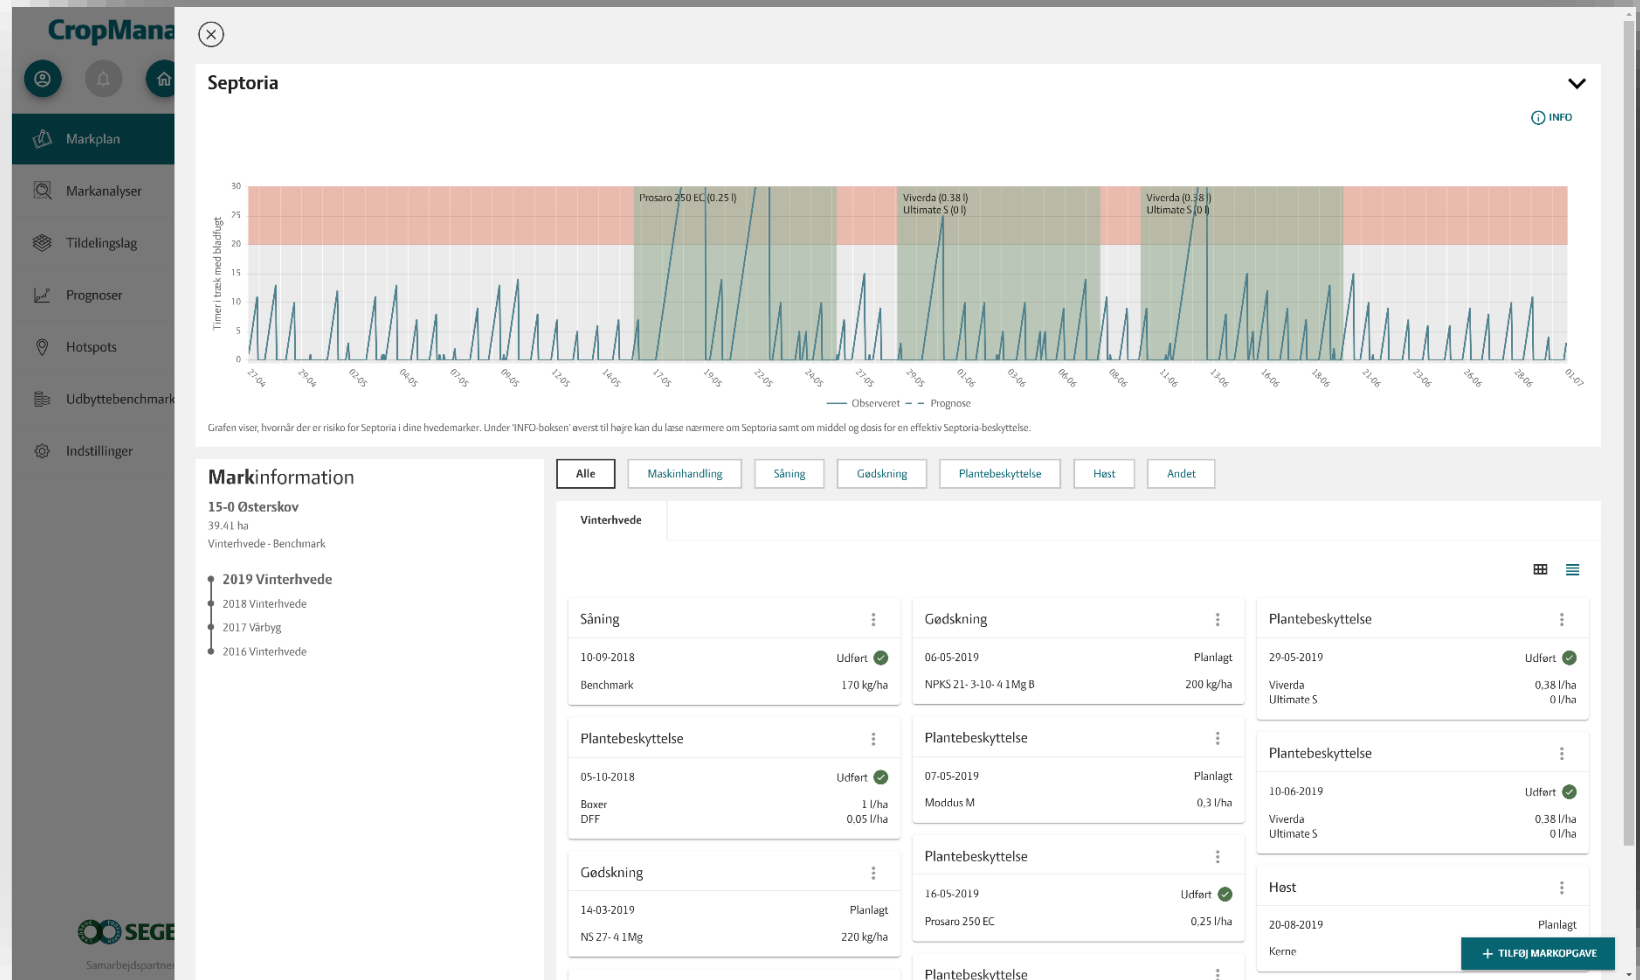 CropMana
Markplan
Markanalyser
Tildelingslag
Prognoser
Hotspots
Udbyttebenchmark
Indstillinger
SEGE
Samarbejdspartner
Septoria
INFO
Timer i træk med bladfugt
30
25
20
15
10
5
0
Prosaro 250 EC (0.25 l)
Viverda (0.38 l)
Ultimate S (0 l)
Viverda (0.38 l)
Ultimate S (0 l)
27-04 29-04 02-05 04-05 07-05 09-05 12-05 14-05 17-05 19-05 22-05 24-05 27-05 29-05 01-06 03-06 06-06 08-06 11-06 13-06 16-06 18-06 21-06 23-06 26-06 28-06 01-07
Observeret Prognose
Grafen viser, hvornår der er risiko for Septoria i dine hvedemarker. Under 'INFO-boksen' øverst til højre kan du læse nærmere om Septoria samt om middel og dosis for en effektiv Septoria-beskyttelse.
Markinformation
15-0 Østerskov
39.41 ha
Vinterhvede - Benchmark
2019 Vinterhvede
2018 Vinterhvede
2017 Vårbyg
2016 Vinterhvede
Alle Maskinhandling Såning Gødskning Plantebeskyttelse Høst Andet
Vinterhvede
Såning
10-09-2018 Udført
Benchmark 170 kg/ha
Plantebeskyttelse
05-10-2018 Udført
Boxer 1 l/ha
DFF 0,05 l/ha
Gødskning
14-03-2019 Planlagt
NS 27- 4 1Mg 220 kg/ha
Gødskning
06-05-2019 Planlagt
NPKS 21- 3-10- 4 1Mg B 200 kg/ha
Plantebeskyttelse
07-05-2019 Planlagt
Moddus M 0,3 l/ha
Plantebeskyttelse
16-05-2019 Udført
Prosaro 250 EC 0,25 l/ha
Plantebeskyttelse
Plantebeskyttelse
29-05-2019 Udført
Viverda 0,38 l/ha
Ultimate S 0 l/ha
Plantebeskyttelse
10-06-2019 Udført
Viverda 0,38 l/ha
Ultimate S 0 l/ha
Høst
20-08-2019 Planlagt
Kerne
+ TILFØJ MARKOPGAVE